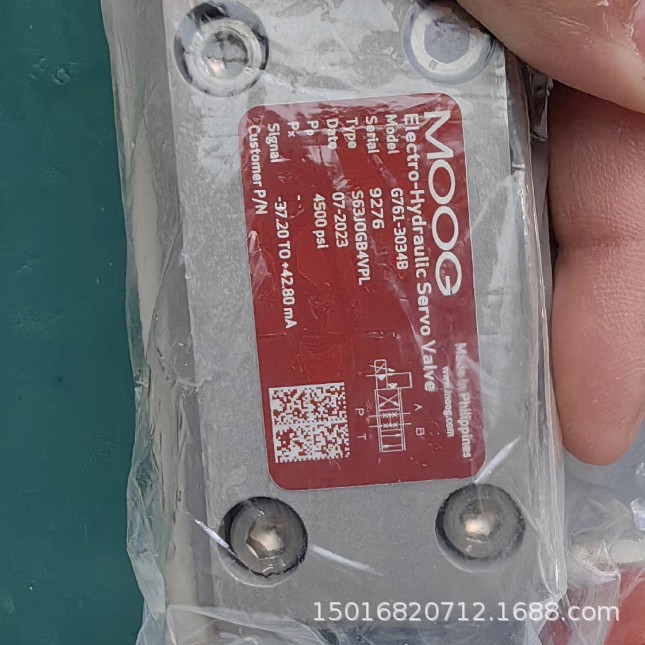 MOOG
Electro-Hydraulic Servo Valve
Model G761-3034B
Serial 9276
Type S63JOGB4VPL
Date 07-2023
Pp 4500 psi
Px -
Signal -37.20 TO +42.80 mA
Customer P/N
Made in Philippines
www.moog.com
A B
P T
15016820712.1688.com